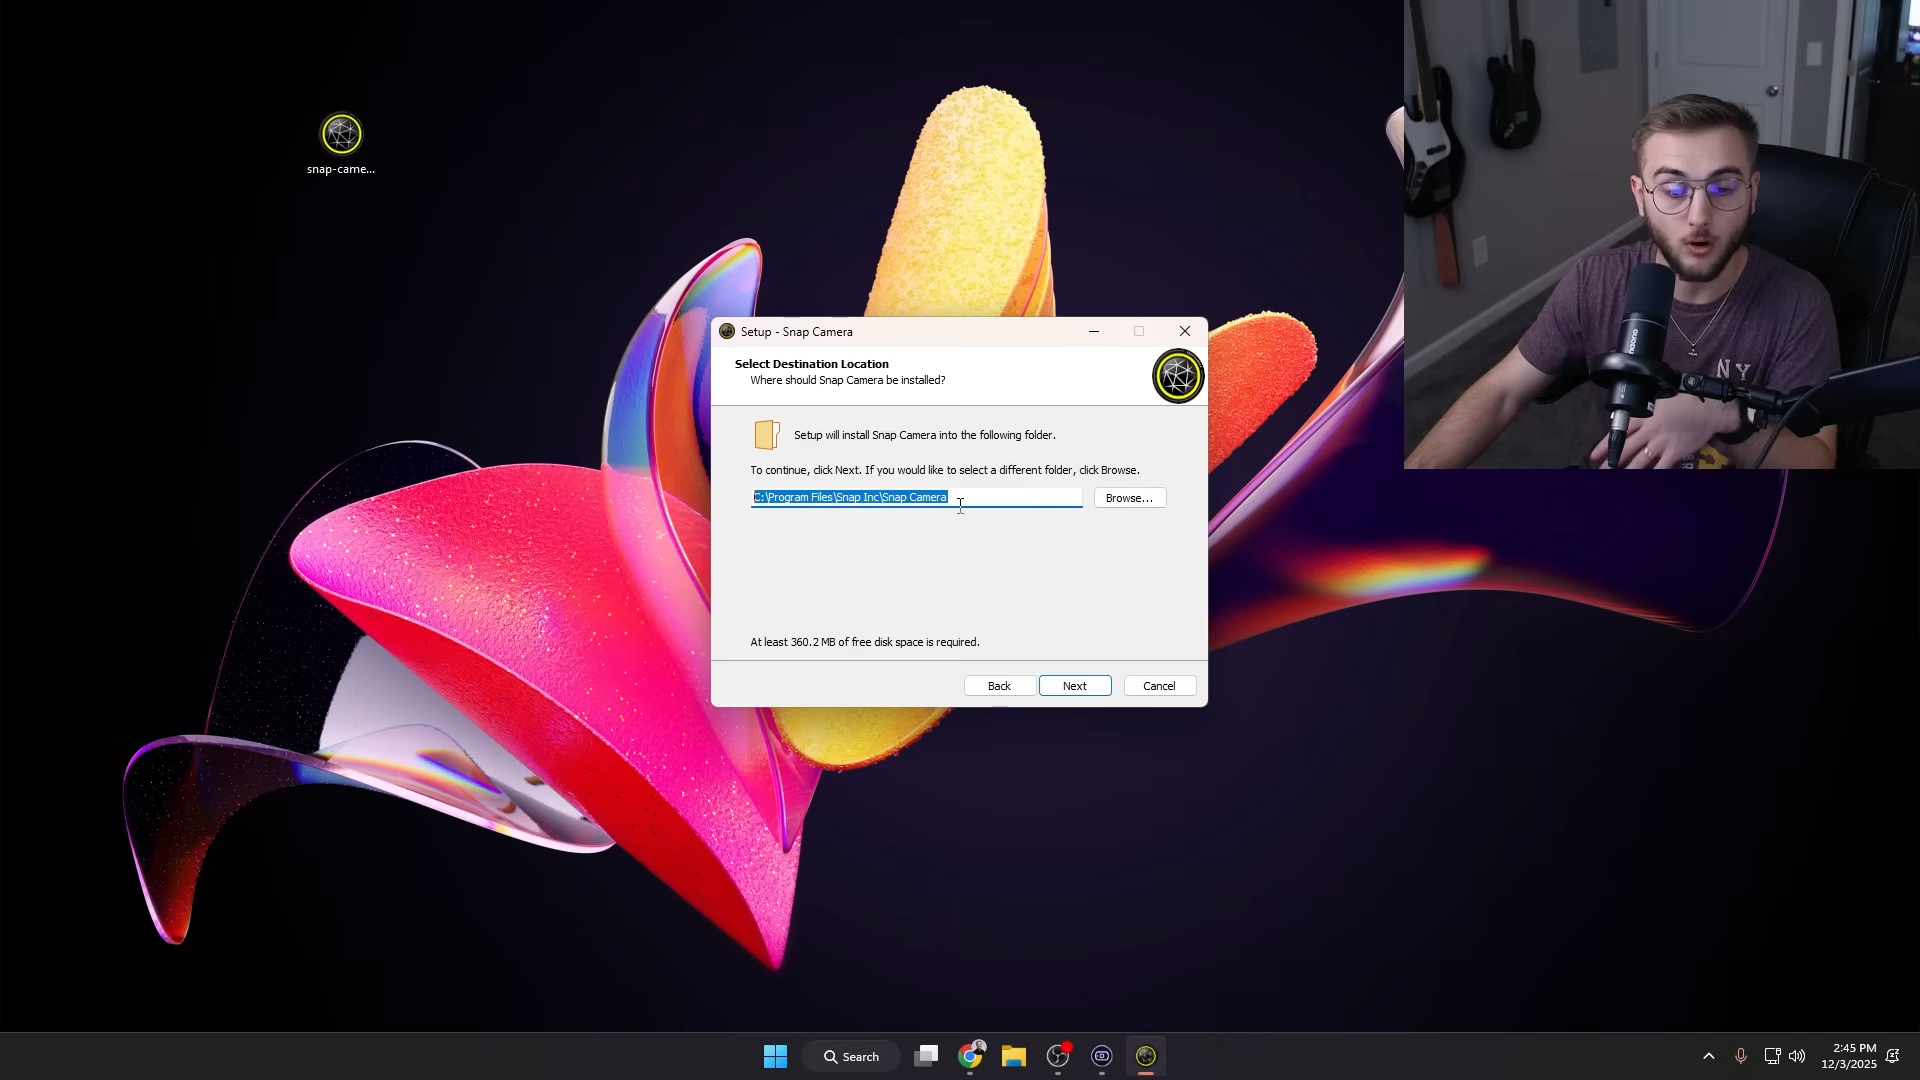 snap-came...
Setup - Snap Camera
Select Destination Location
Where should Snap Camera be installed?
Setup will install Snap Camera into the following folder.
To continue, click Next. If you would like to select a different folder, click Browse.
C:\Program Files\Snap Inc\Snap Camera
Browse...
At least 360.2 MB of free disk space is required.
Back
Next
Cancel
NY
Search
2:45 PM
12/3/2025